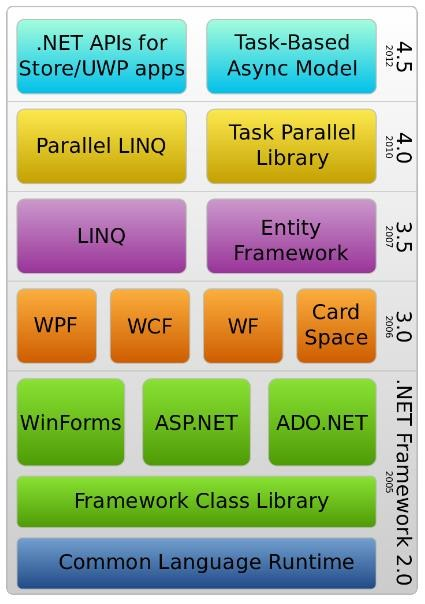 .NET APIs for
Store/UWP apps
Task-Based
Async Model
4.5
2012
Parallel LINQ
Task Parallel
Library
4.0
2010
LINQ
Entity
Framework
3.5
2007
WPF
WCF
WF
Card
Space
3.0
2006
WinForms
ASP.NET
ADO.NET
Framework Class Library
Common Language Runtime
.NET Framework 2.0
2005